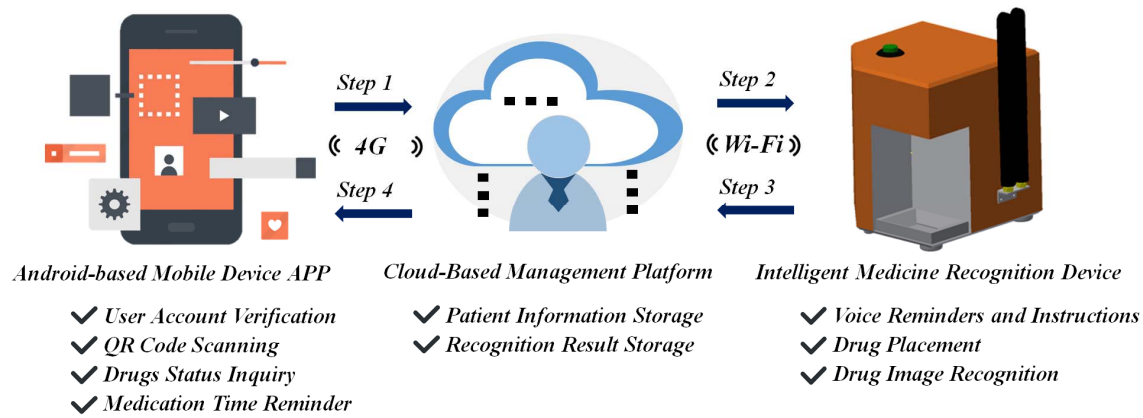 Step 1
4G
Step 4
Step 2
Wi-Fi
Step 3
Android-based Mobile Device APP
User Account Verification
QR Code Scanning
Drugs Status Inquiry
Medication Time Reminder
Cloud-Based Management Platform
Patient Information Storage
Recognition Result Storage
Intelligent Medicine Recognition Device
Voice Reminders and Instructions
Drug Placement
Drug Image Recognition